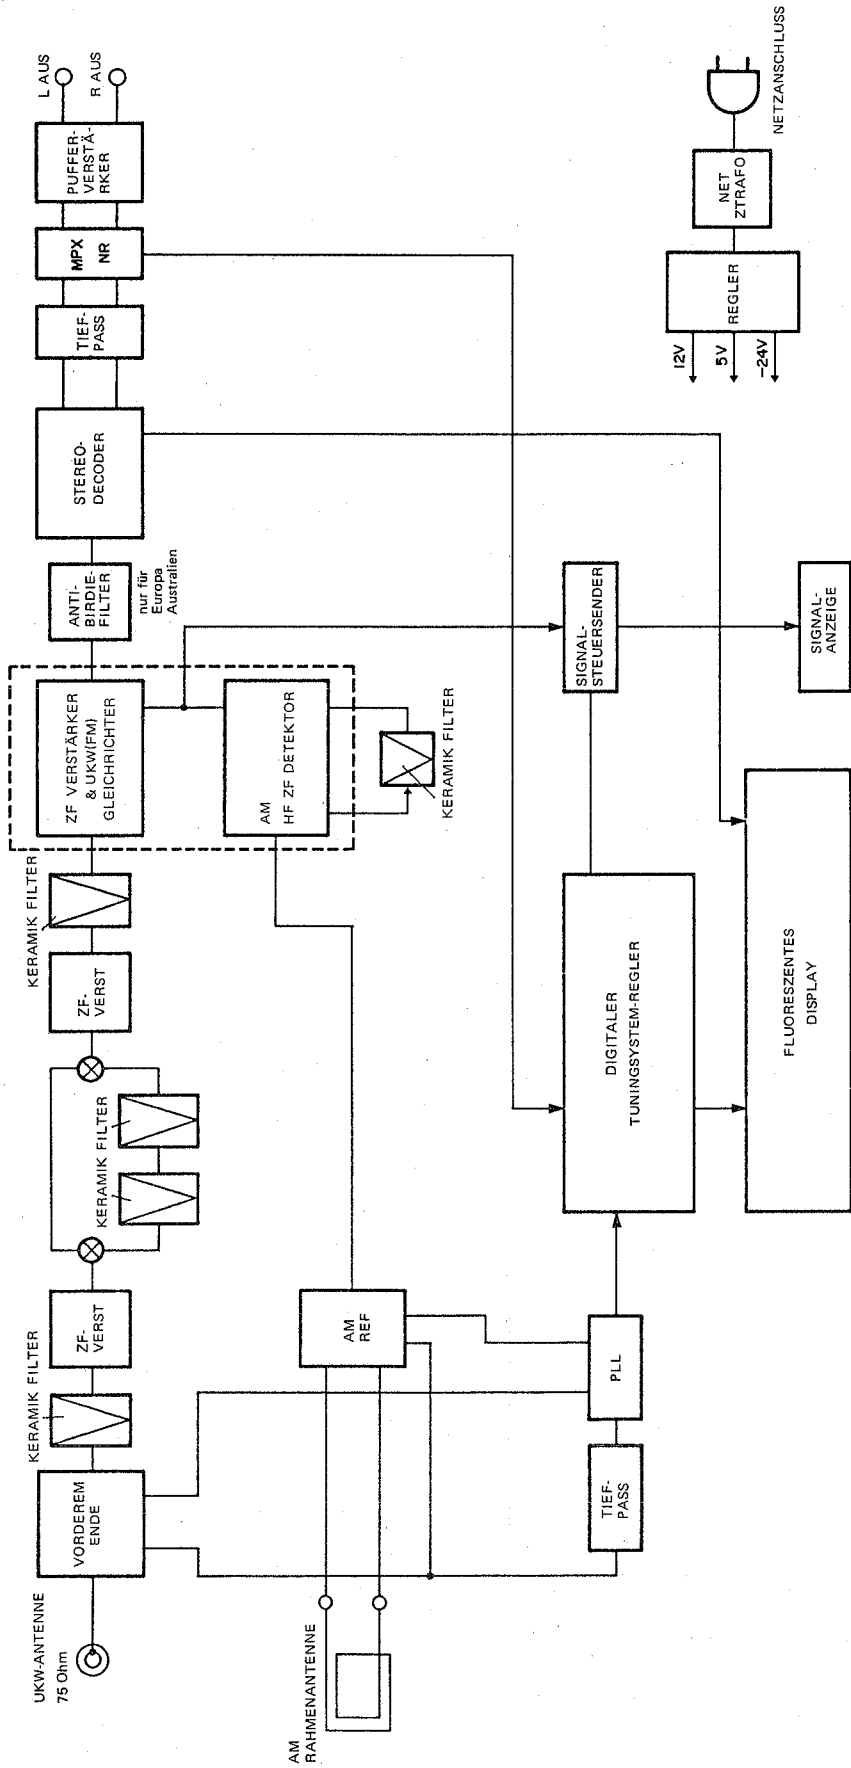 UKW-ANTENNE
75 Ohm
VORDEREM
ENDE
KERAMIK FILTER
ZF-
VERST
KERAMIK FILTER
ZF-
VERST
KERAMIK FILTER
ZF VERSTÄRKER
& UKW(FM)
GLEICHRICHTER
ANTI-
BIRDIE-
FILTER
nur für
Europa
Australien
STEREO-
DECODER
TIEF-
PASS
MPX
NR
PUFFER-
VERSTÄ-
RKER
L AUS
R AUS
AM
RAHMENANTENNE
AM
REF
AM
HF ZF DETEKTOR
KERAMIK FILTER
TIEF-
PASS
PLL
DIGITALER
TUNINGSYSTEM-REGLER
SIGNAL-
STEUERSENDER
FLUORESZENTES
DISPLAY
SIGNAL-
ANZEIGE
12V
5V
-24V
REGLER
NET
ZTRAFO
NETZANSCHLUSS